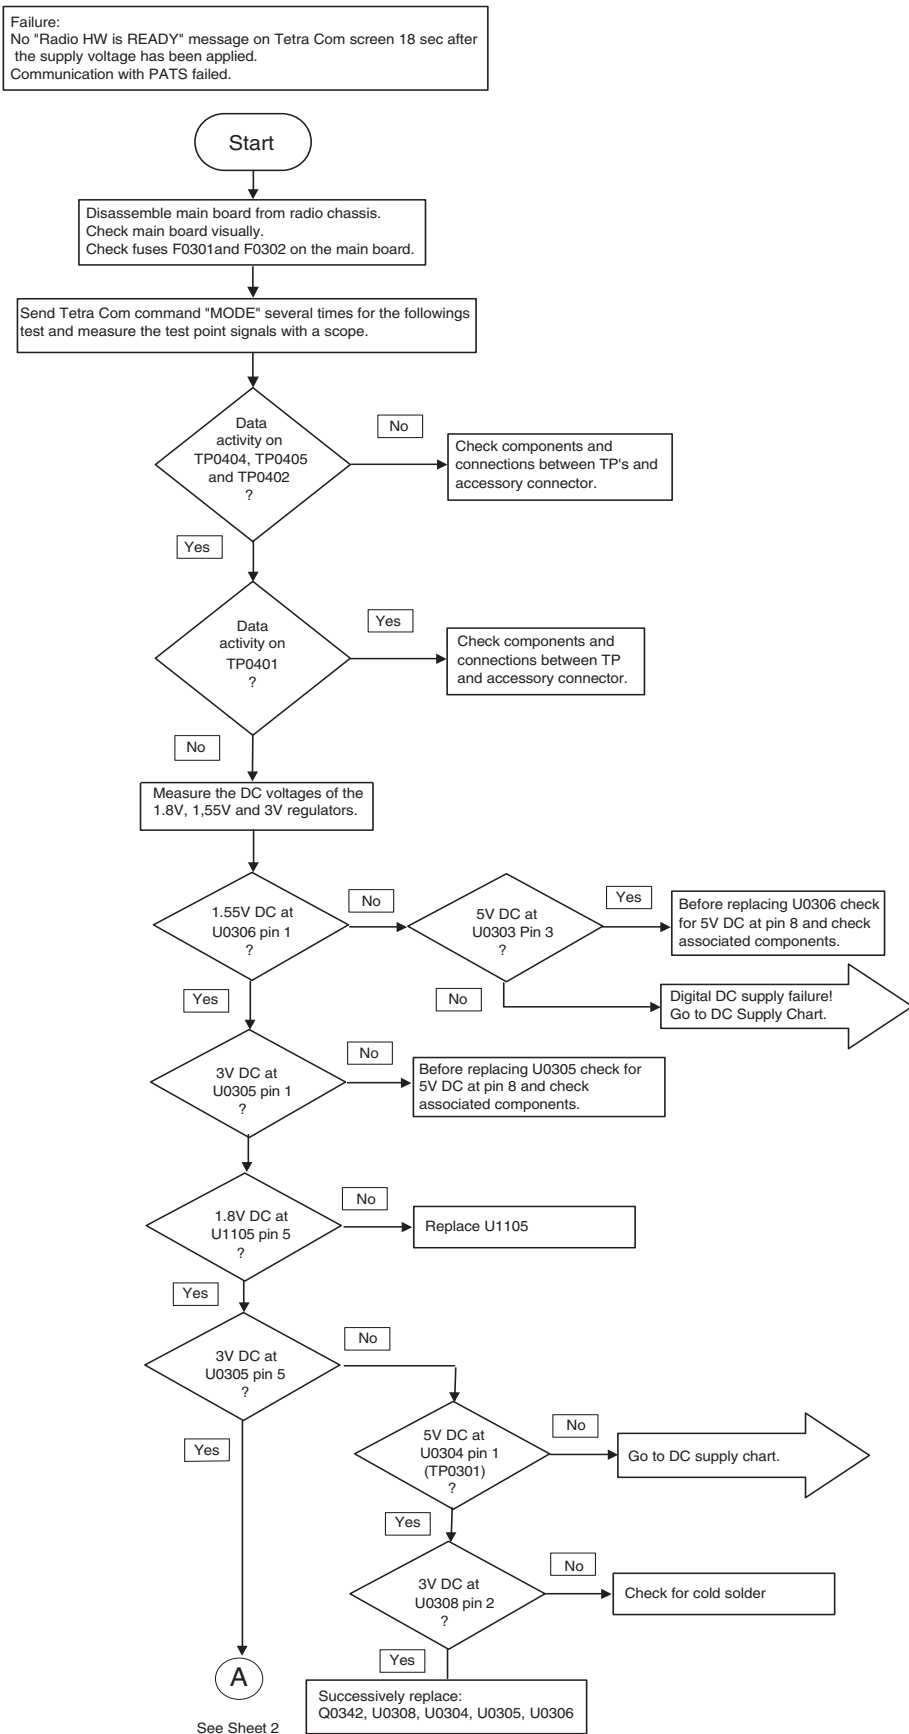 Failure:
No "Radio HW is READY" message on Tetra Com screen 18 sec after
the supply voltage has been applied.
Communication with PATS failed.
Start
Disassemble main board from radio chassis.
Check main board visually.
Check fuses F0301and F0302 on the main board.
Send Tetra Com command "MODE" several times for the followings
test and measure the test point signals with a scope.
Data
activity on
TP0404, TP0405
and TP0402
?
No
Check components and
connections between TP's and
accessory connector.
Yes
Data
activity on
TP0401
?
Yes
Check components and
connections between TP
and accessory connector.
No
Measure the DC voltages of the
1.8V, 1,55V and 3V regulators.
1.55V DC at
U0306 pin 1
?
No
5V DC at
U0303 Pin 3
?
Yes
Before replacing U0306 check
for 5V DC at pin 8 and check
associated components.
No
Digital DC supply failure!
Go to DC Supply Chart.
Yes
3V DC at
U0305 pin 1
?
No
Before replacing U0305 check for
5V DC at pin 8 and check
associated components.
1.8V DC at
U1105 pin 5
?
No
Replace U1105
Yes
3V DC at
U0305 pin 5
?
No
5V DC at
U0304 pin 1
(TP0301)
?
No
Go to DC supply chart.
Yes
Yes
3V DC at
U0308 pin 2
?
No
Check for cold solder
Yes
Successively replace:
Q0342, U0308, U0304, U0305, U0306
A
See Sheet 2